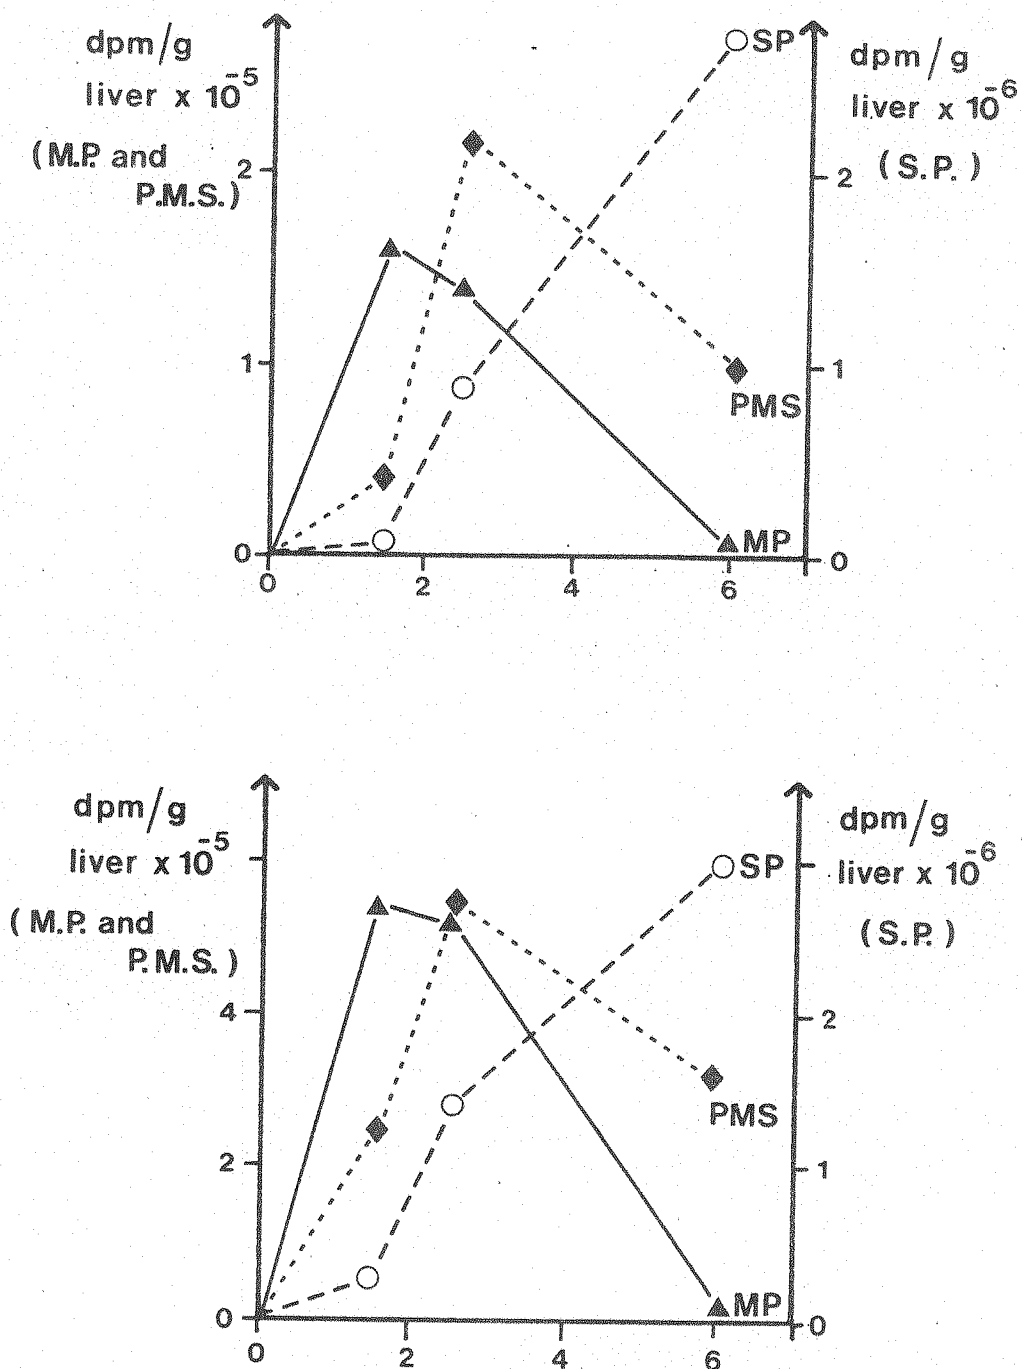 dpm/g
liver x 10-5
(M.P. and
P.M.S.)
SP
dpm/g
liver x 10-6
(S.P.)
2
2
1
1
PMS
0
MP
0
0
2
4
6
dpm/g
liver x 10-5
(M.P. and
P.M.S.)
SP
dpm/g
liver x 10-6
(S.P.)
4
2
PMS
2
1
0
MP
0
0
2
4
6